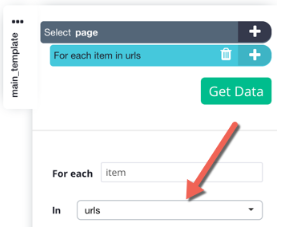 main_template
Select page
For each item in urls
Get Data
For each item
In urls